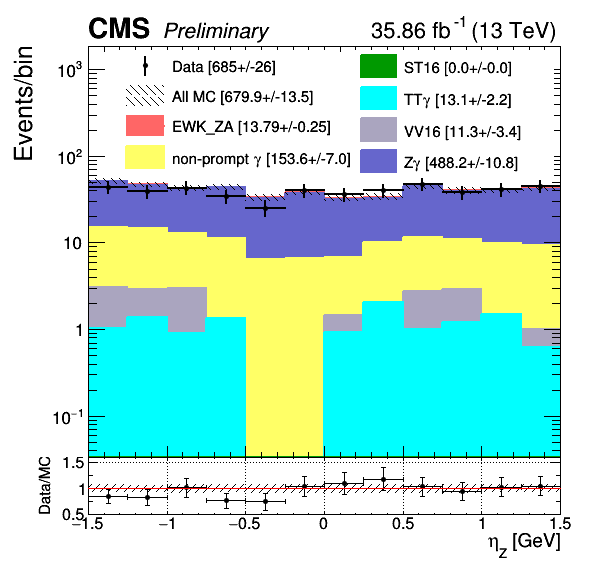 CMS Preliminary 35.86 fb⁻¹ (13 TeV)
Events/bin
10³
10²
10
1
10⁻¹
Data [685+/-26]
All MC [679.9+/-13.5]
EWK_ZA [13.79+/-0.25]
non-prompt γ [153.6+/-7.0]
ST16 [0.0+/-0.0]
TTγ [13.1+/-2.2]
VV16 [11.3+/-3.4]
Zγ [488.2+/-10.8]
Data/MC
1.5
1
0.5
−1.5 −1 −0.5 0 0.5 1 1.5
η_Z [GeV]